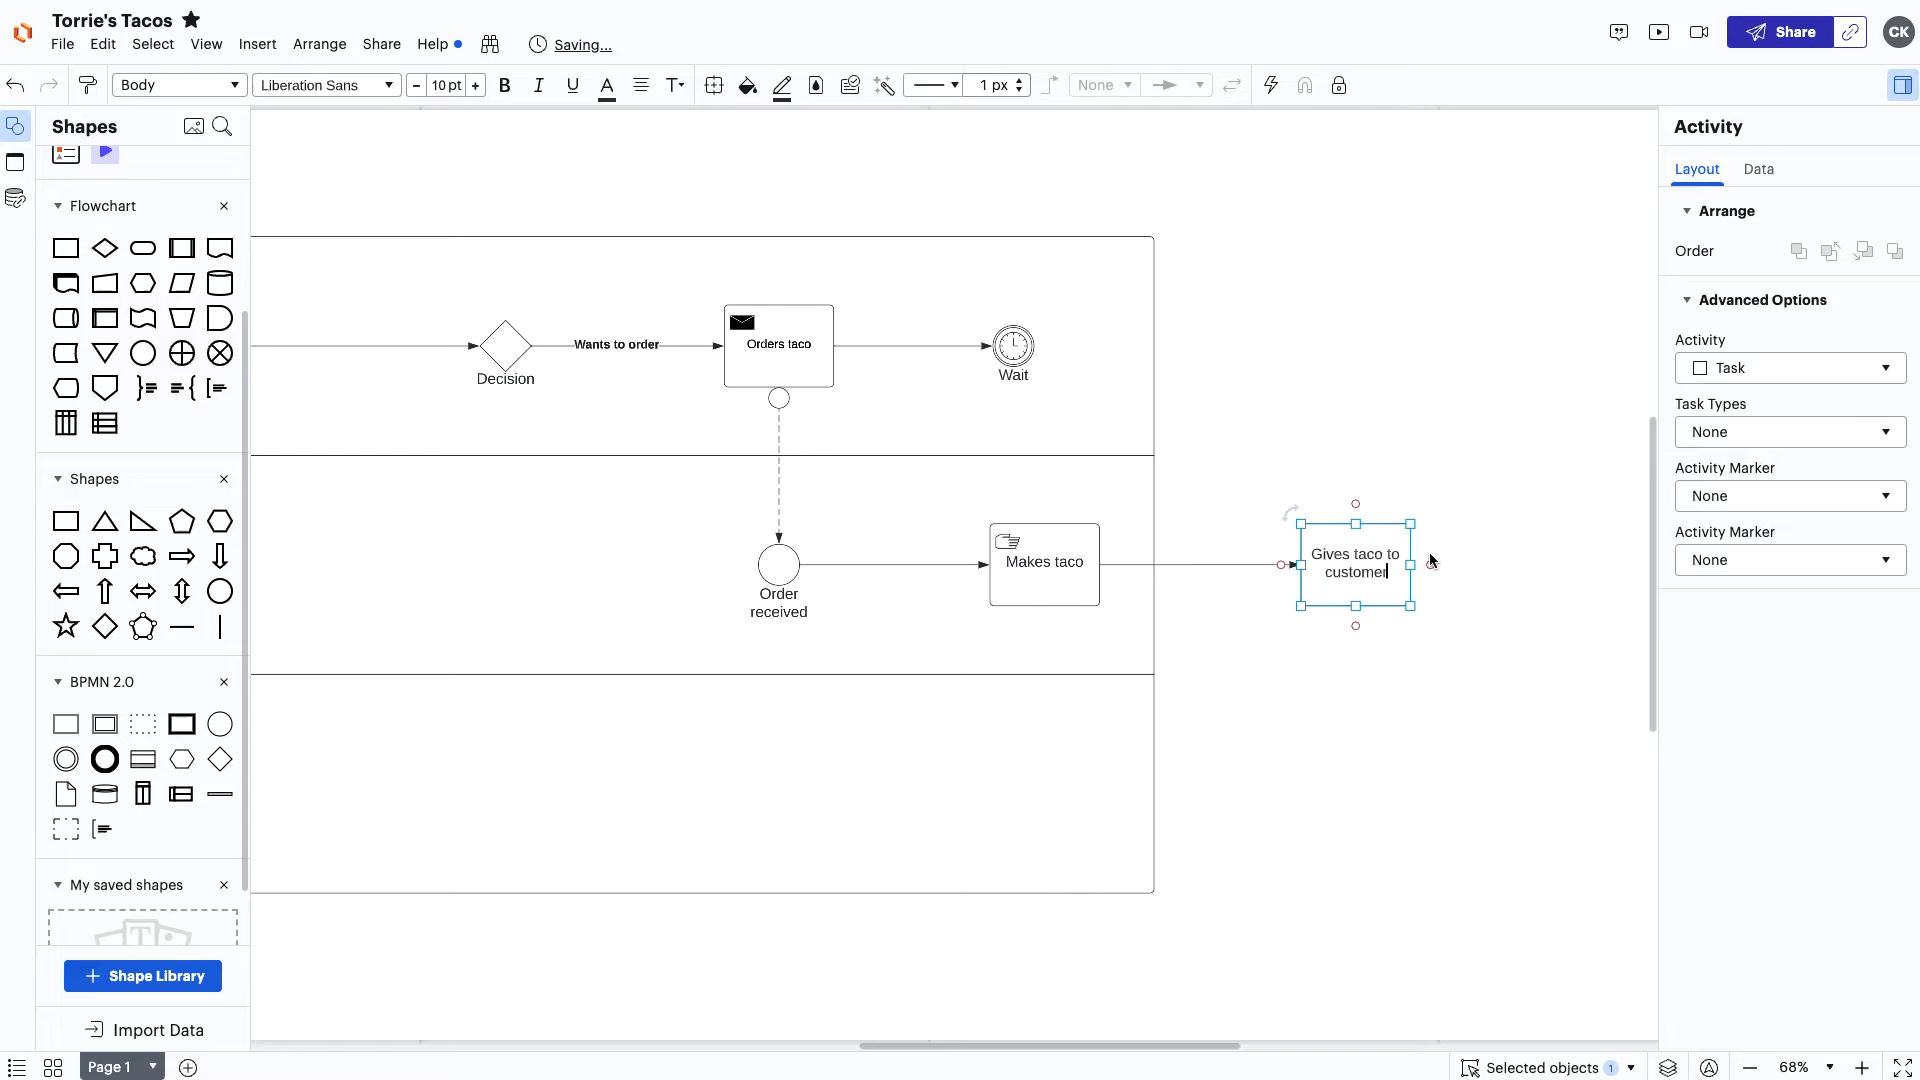 Torrie's Tacos
File Edit Select View Insert Arrange Share Help Saving...
Share
CK
Body Liberation Sans - 10 pt + B I U A T 1 px None
Shapes
Activity
Layout Data
Flowchart
Arrange
Order
Advanced Options
Activity
Task
Task Types
None
Activity Marker
None
Activity Marker
None
Wants to order
Orders taco
Decision
Wait
Makes taco
Gives taco to
customer
Order
received
Shapes
BPMN 2.0
My saved shapes
T
+ Shape Library
Import Data
Page 1
Selected objects 1
68%